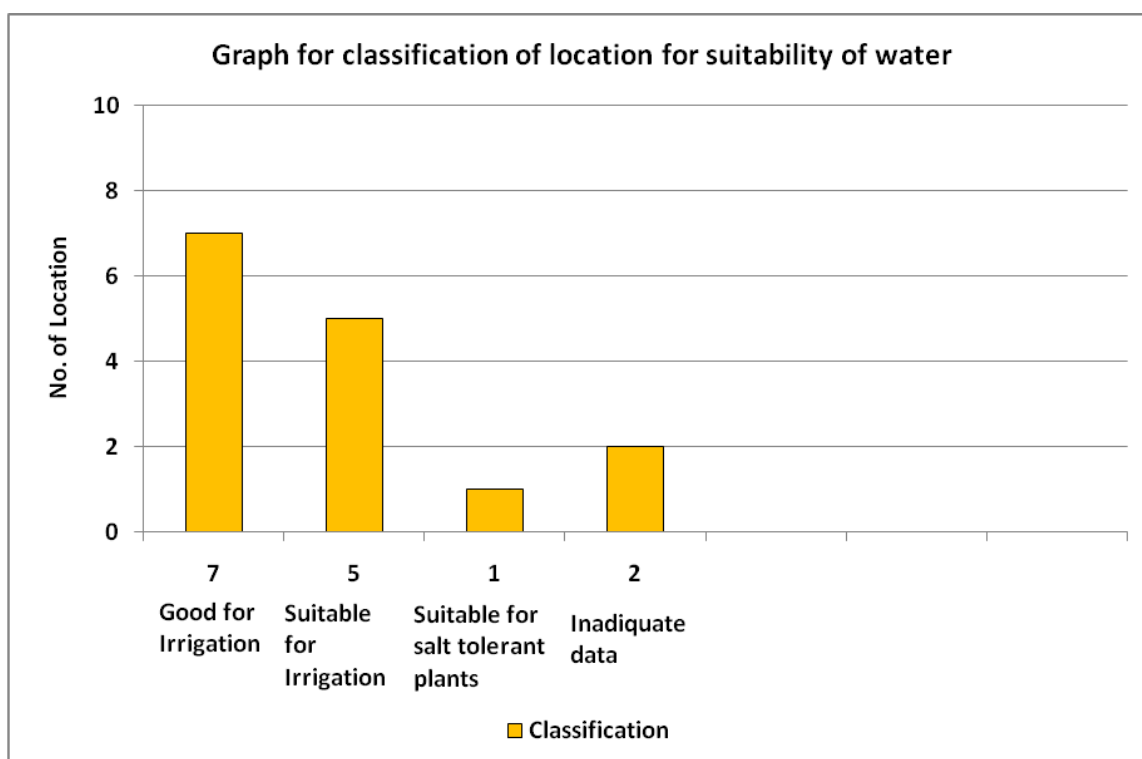 Graph for classification of location for suitability of water
No. of Location
10
8
6
4
2
0
7
5
1
2
Good for
Irrigation
Suitable
for
Irrigation
Suitable for
salt tolerant
plants
Inadiquate
data
Classification